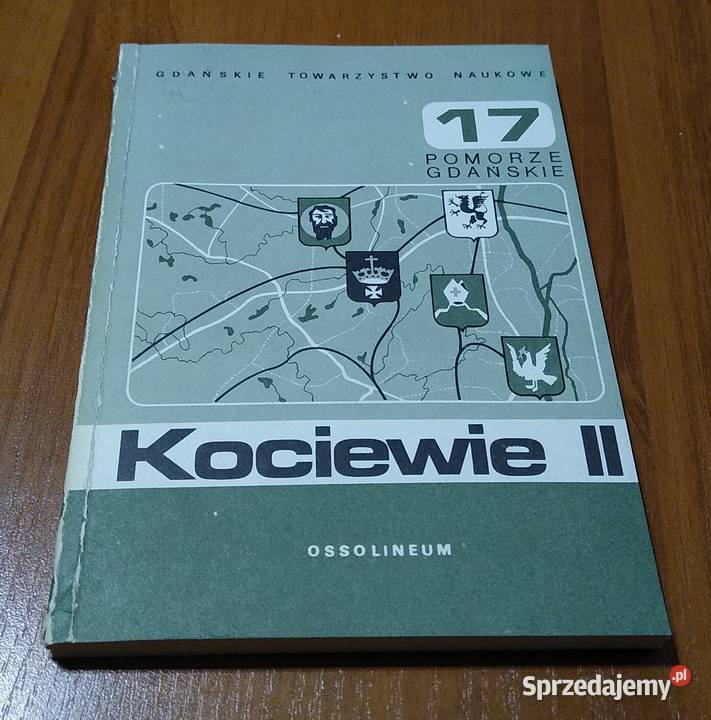 GDAŃSKIE TOWARZYSTWO NAUKOWE
17
POMORZE
GDAŃSKIE
Kociewie II
OSSOLINEUM
Sprzedajemy.pl